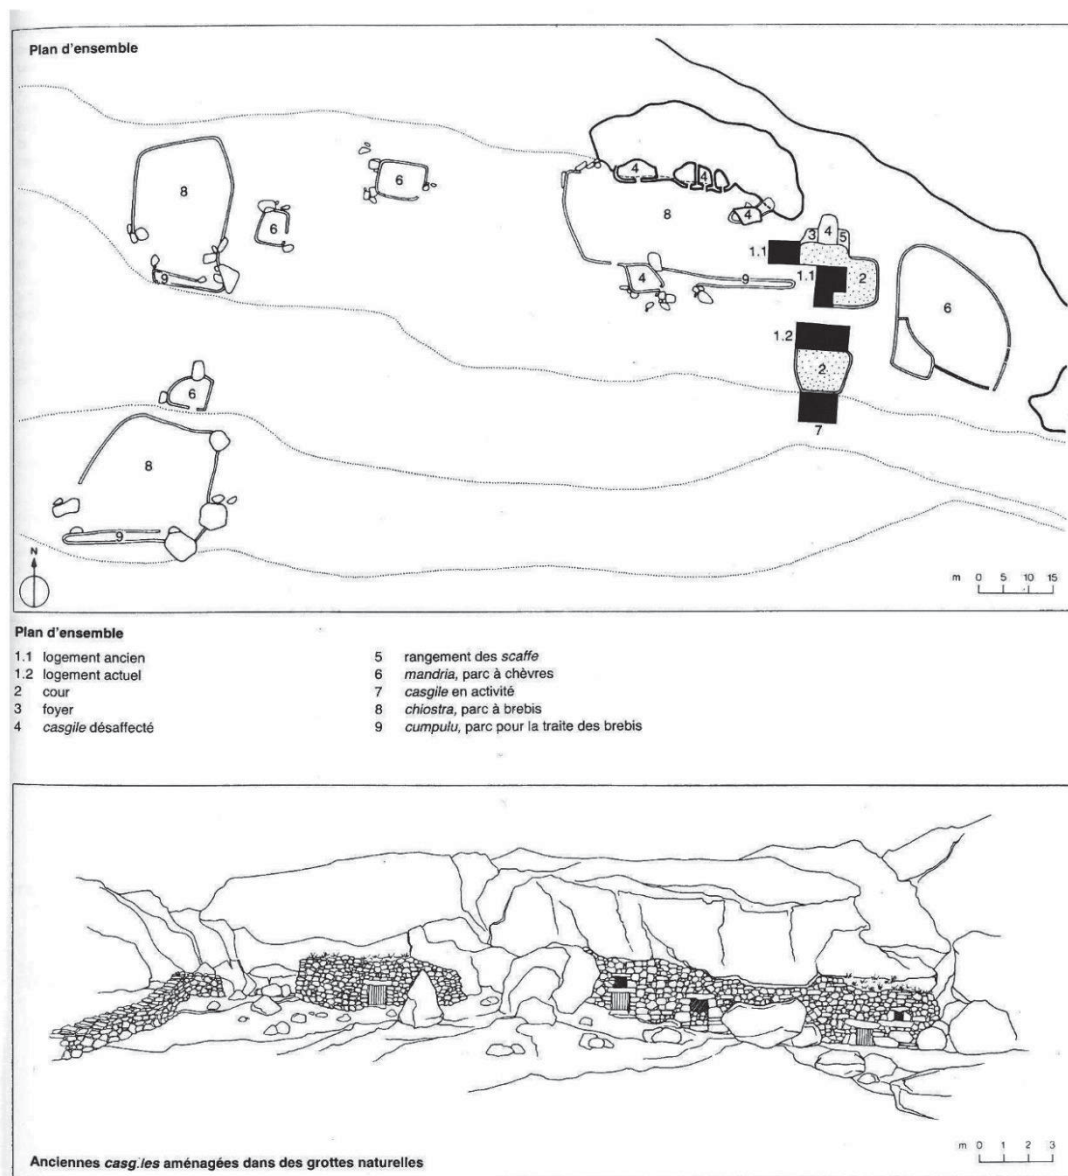 Plan d'ensemble
8
6
6
9
6
8
9
N
4
4
8
4
3
4
5
1.1
1.1
2
4
9
6
1.2
2
7
m 0 5 10 15
Plan d'ensemble
1.1 logement ancien
1.2 logement actuel
2 cour
3 foyer
4 casgile désaffecté
5 rangement des scaffe
6 mandria, parc à chèvres
7 casgile en activité
8 chiostra, parc à brebis
9 cumpulu, parc pour la traite des brebis
m 0 1 2 3
Anciennes casg.les aménagées dans des grottes naturelles